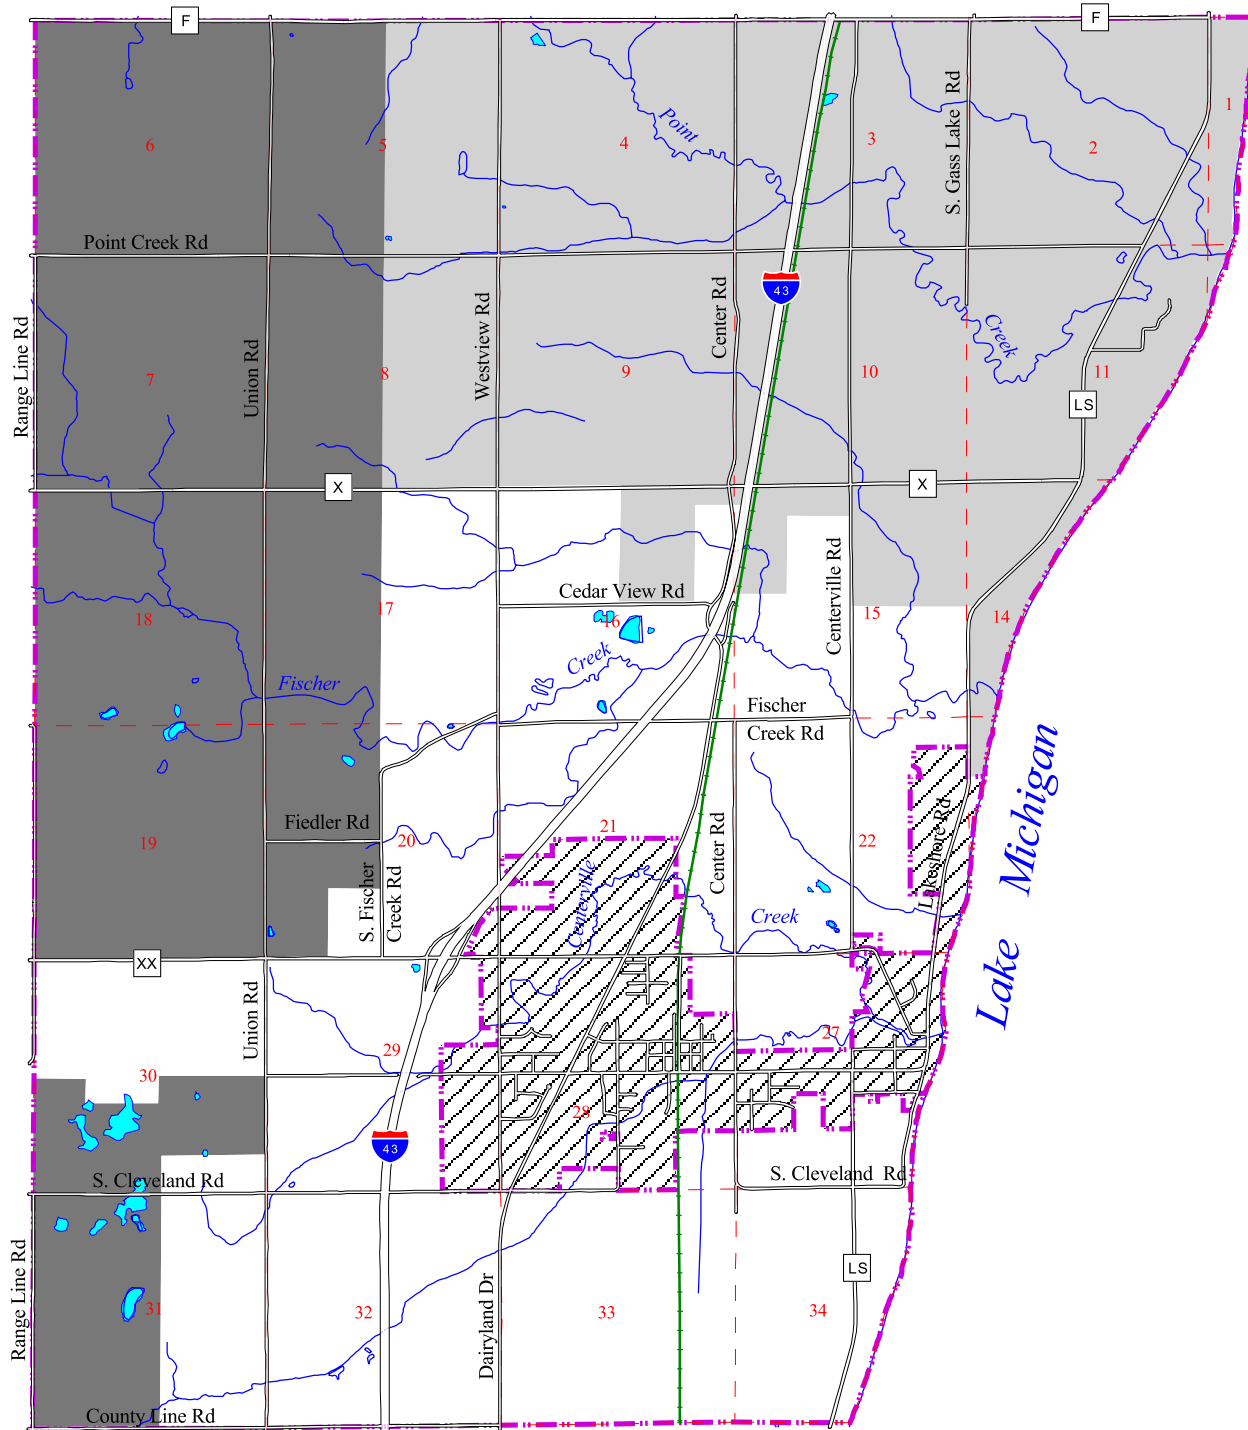 F
F
1
6
5
4
Point
3
S. Gass Lake Rd
2
Point Creek Rd
43
Range Line Rd
Union Rd
Westview Rd
Center Rd
Creek
7
8
9
10
11
LS
X
X
Cedar View Rd
Centerville Rd
18
17
16
15
14
Fischer
Creek
Fischer
Creek Rd
Lake Michigan
Fiedler Rd
19
20
21
22
S. Fischer
Creek Rd
Centerville
Center Rd
Creek
Lakeshore Rd
XX
Union Rd
29
27
30
28
43
S. Cleveland Rd
S. Cleveland Rd
Range Line Rd
Dairyland Dr
LS
31
32
33
34
County Line Rd